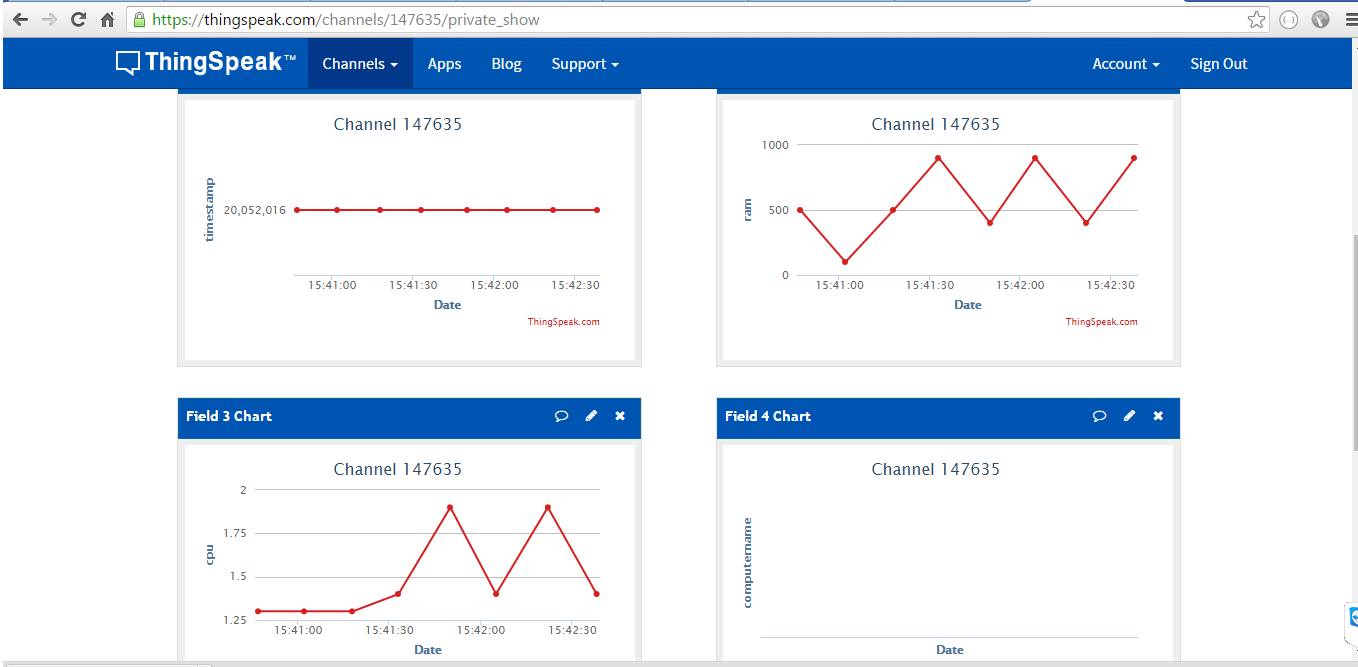 https://thingspeak.com/channels/147635/private_show
ThingSpeak™ Channels Apps Blog Support Account Sign Out
Channel 147635
timestamp
20,052,016
15:41:00 15:41:30 15:42:00 15:42:30
Date
ThingSpeak.com
Channel 147635
ram
1000
500
0
15:41:00 15:41:30 15:42:00 15:42:30
Date
ThingSpeak.com
Field 3 Chart
Channel 147635
cpu
2
1.75
1.5
1.25
15:41:00 15:41:30 15:42:00 15:42:30
Date
Field 4 Chart
Channel 147635
computername
Date